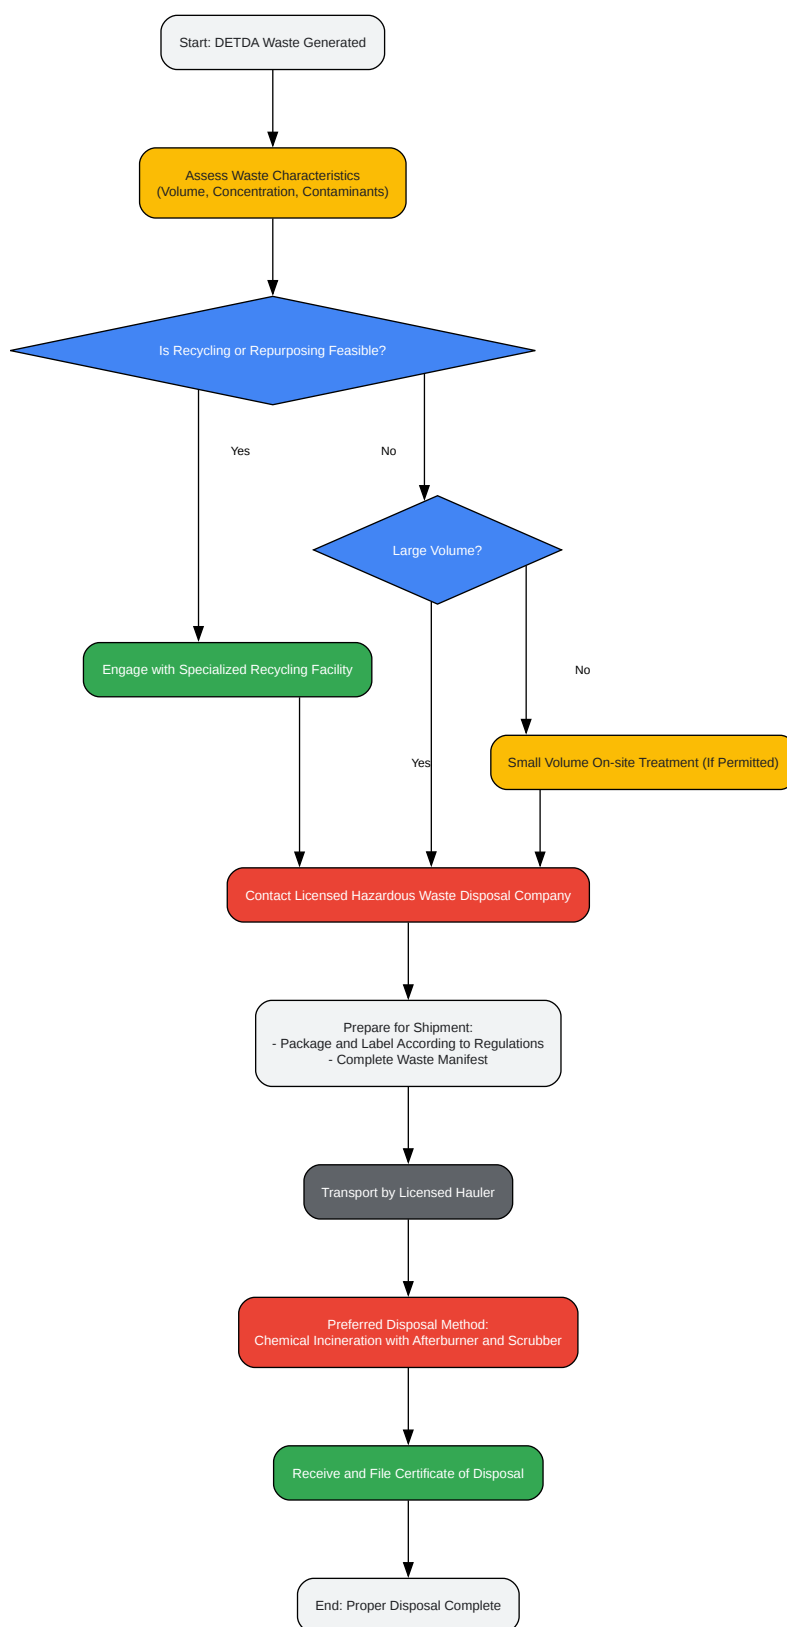 Start: DETDA Waste Generated
Assess Waste Characteristics
(Volume, Concentration, Contaminants)
Is Recycling or Repurposing Feasible?
Yes
No
Large Volume?
Engage with Specialized Recycling Facility
No
Yes
Small Volume On-site Treatment (If Permitted)
Contact Licensed Hazardous Waste Disposal Company
Prepare for Shipment:
- Package and Label According to Regulations
- Complete Waste Manifest
Transport by Licensed Hauler
Preferred Disposal Method:
Chemical Incineration with Afterburner and Scrubber
Receive and File Certificate of Disposal
End: Proper Disposal Complete